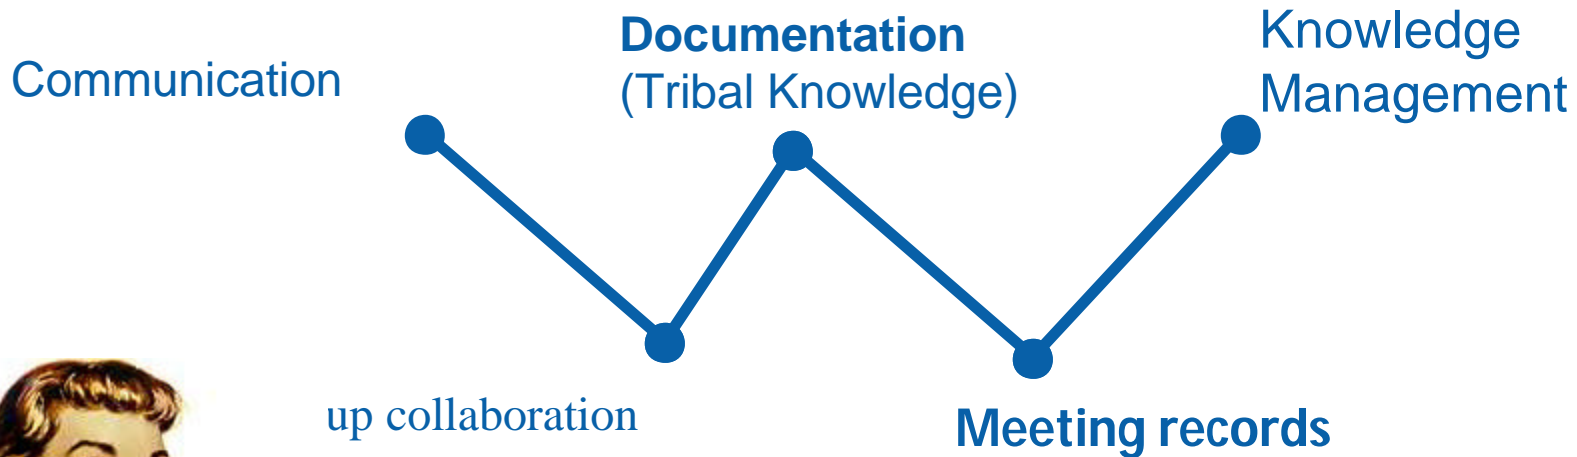 Communication
Documentation
(Tribal Knowledge)
Knowledge
Management
up collaboration
Meeting records